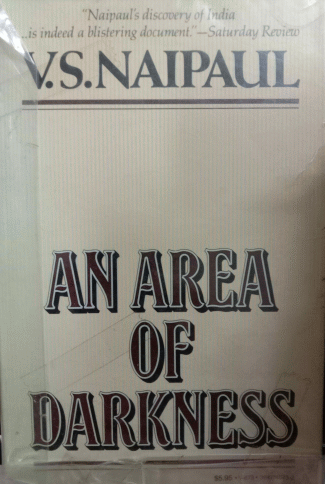 "Naipaul's discovery of India
...is indeed a blistering document."—Saturday Review
V.S.NAIPAUL
AN AREA
OF
DARKNESS